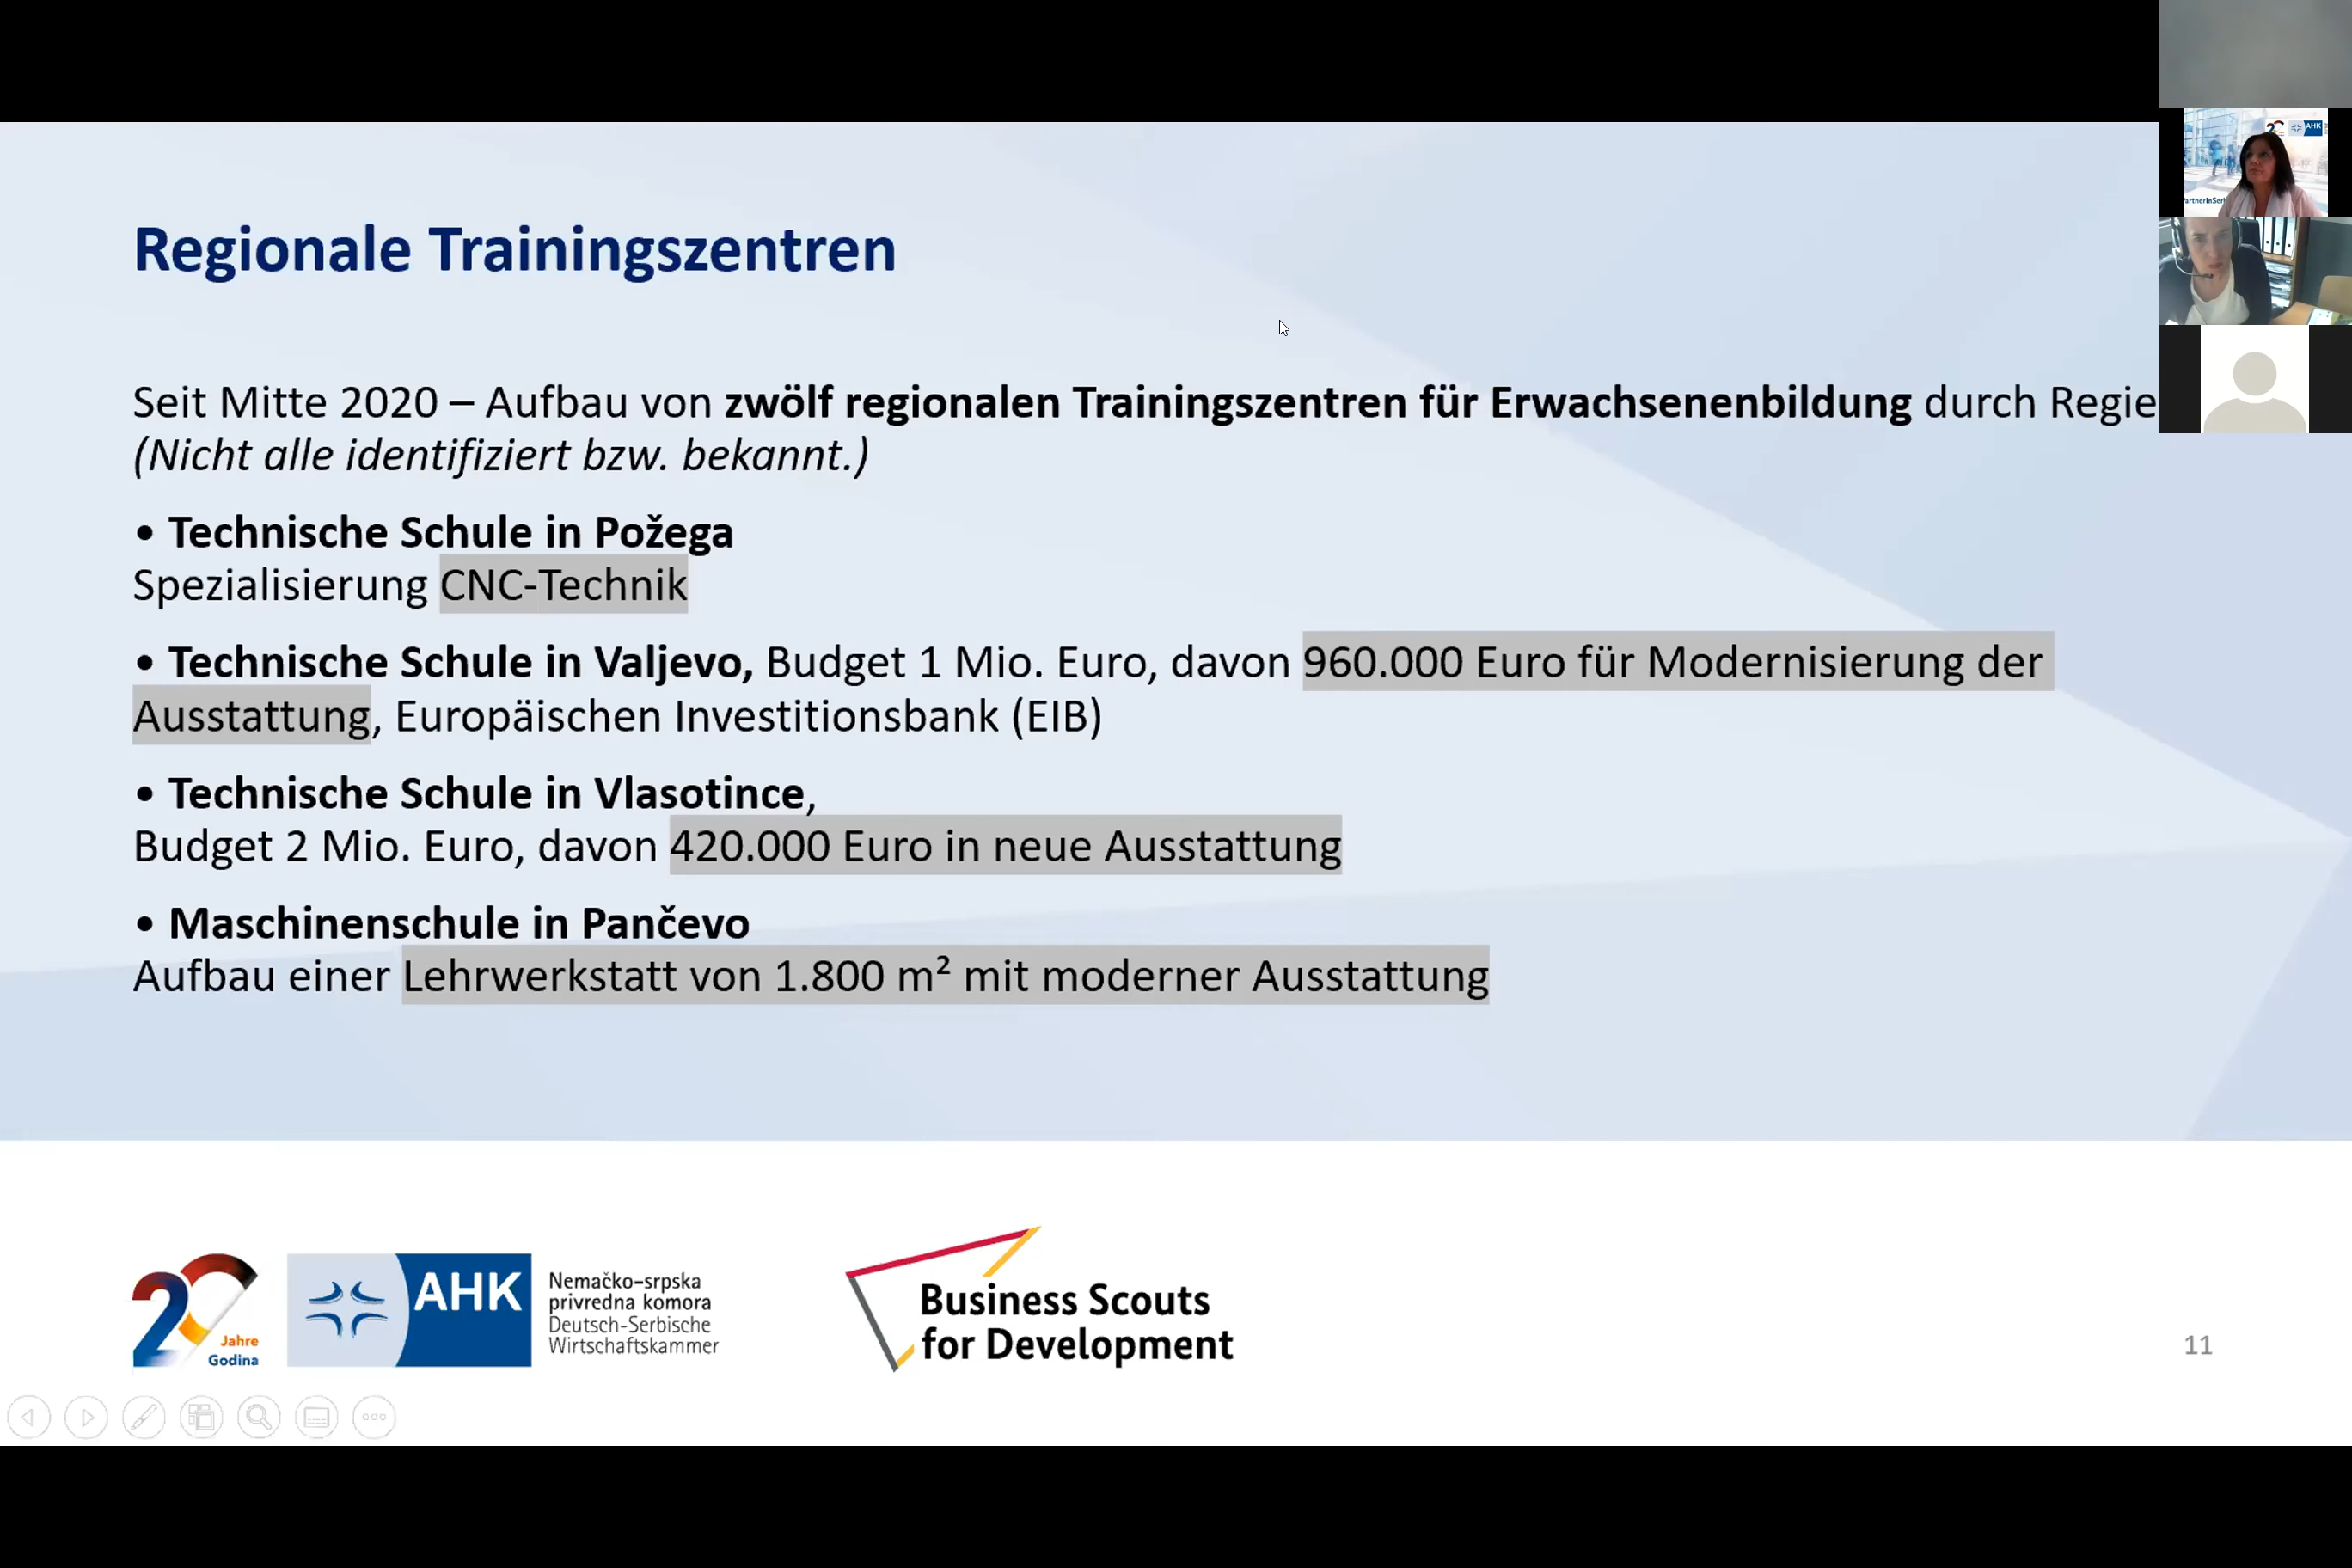 Regionale Trainingszentren
Seit Mitte 2020 – Aufbau von zwölf regionalen Trainingszentren für Erwachsenenbildung durch
(Nicht alle identifiziert bzw. bekannt.)
• Technische Schule in Požega
Spezialisierung CNC-Technik
• Technische Schule in Valjevo, Budget 1 Mio. Euro, davon 960.000 Euro für Modernisierung der
Ausstattung, Europäischen Investitionsbank (EIB)
• Technische Schule in Vlasotince,
Budget 2 Mio. Euro, davon 420.000 Euro in neue Ausstattung
• Maschinenschule in Pančevo
Aufbau einer Lehrwerkstatt von 1.800 m² mit moderner Ausstattung
20
Jahre
Godina
AHK
Nemačko-srpska
privredna komora
Deutsch-Serbische
Wirtschaftskammer
Business Scouts
for Development
11
AHK